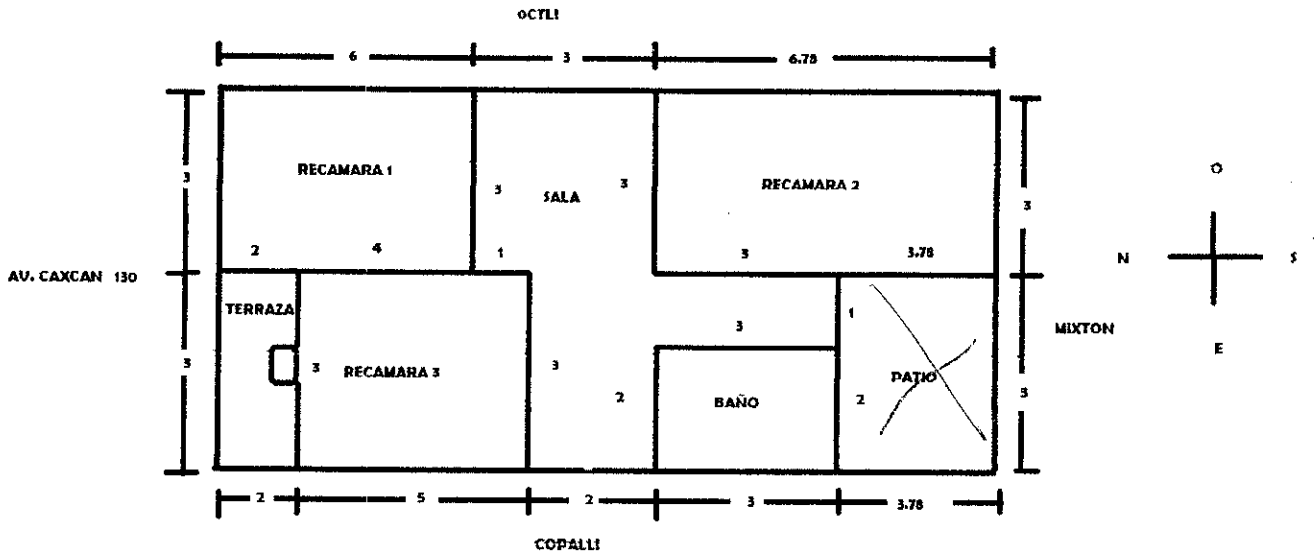 OCTLI
6 3 6.78
RECAMARA 1
3
3
SALA
3
RECAMARA 2
3
O
2 4 1 3 3.78
N S
AV. CAXCAN 130
TERRAZA
3 1
MIXTON
E
3
3
RECAMARA 3
3
2
BAÑO
2
PATIO
3
2 5 2 3 3.78
COPALLI